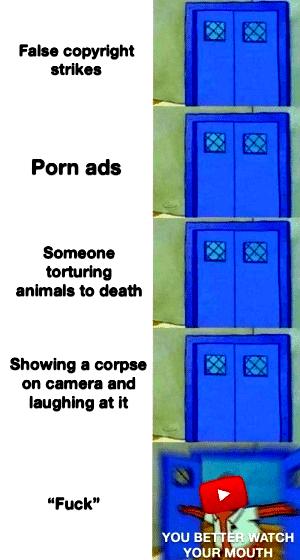 False copyright
strikes
Porn ads
Someone
torturing
animals to death
Showing a corpse
on camera and
laughing at it
“Fuck”
YOU BETTER WATCH
YOUR MOUTH